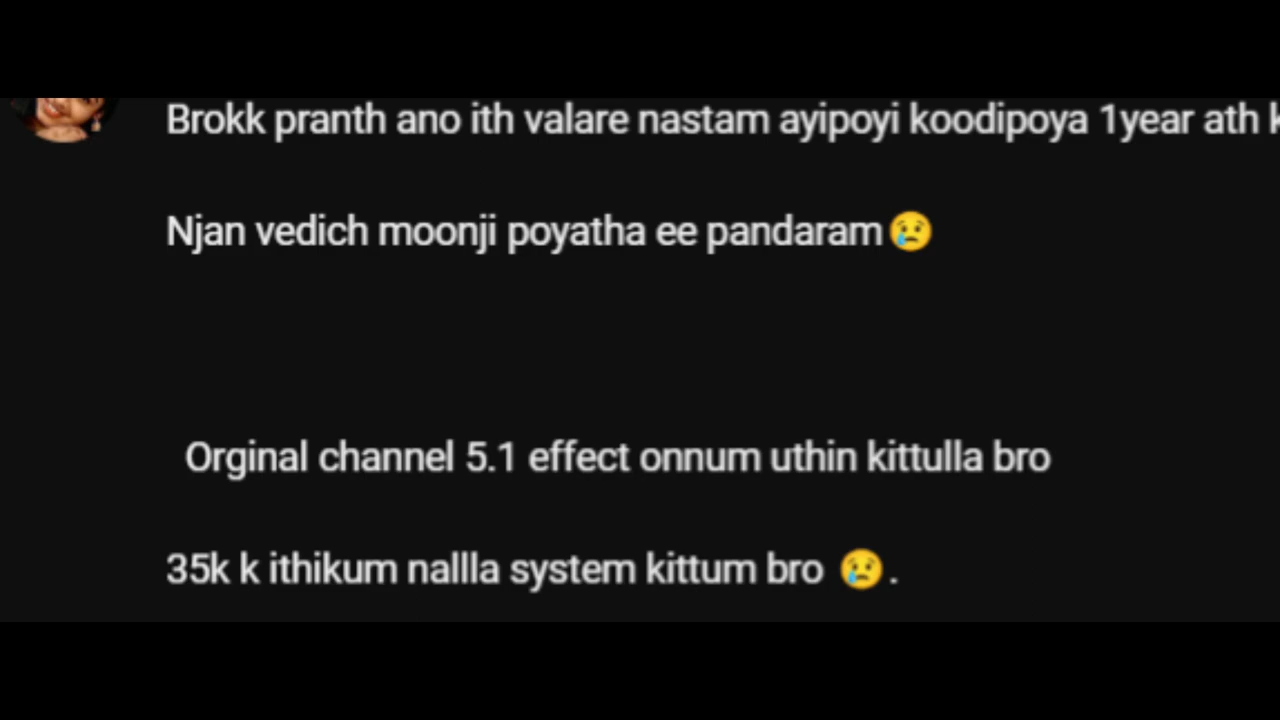 Brokk pranth ano ith valare nastam ayipoyi koodipoya 1year ath
Njan vedich moonji poyatha ee pandaram😢
Orginal channel 5.1 effect onnum uthin kittulla bro
35k k ithikum nallla system kittum bro 😢.